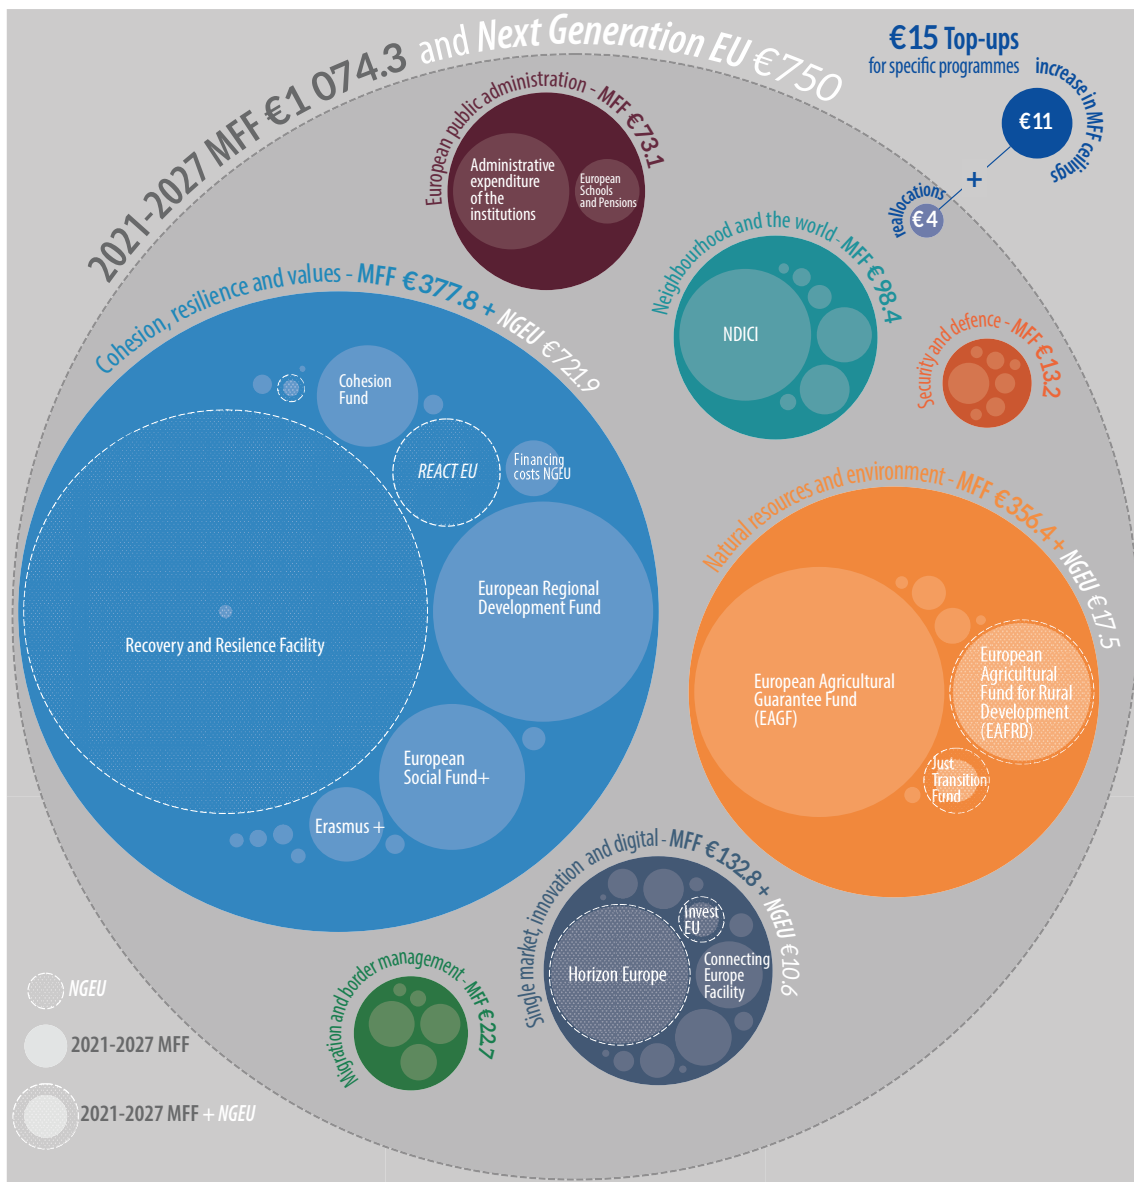 2021-2027 MFF €1 074.3 and Next Generation EU €750
€15 Top-ups
for specific programmes
increase in MFF ceilings
€11
+
reallocations
€4
European public administration - MFF €73.1
Administrative
expenditure
of the
institutions
European
Schools
and Pensions
Neighbourhood and the world - MFF €98.4
NDICI
Security and defence - MFF €13.2
Cohesion, resilience and values - MFF €377.8 + NGEU €721.9
Cohesion
Fund
REACT EU
Financing
costs NGEU
European Regional
Development Fund
Recovery and Resilence Facility
European
Social Fund+
Erasmus +
Natural resources and environment - MFF €356.4 + NGEU €17.5
European Agricultural
Guarantee Fund
(EAGF)
European
Agricultural
Fund for Rural
Development
(EAFRD)
Just
Transition
Fund
Single market, innovation and digital - MFF €132.8 + NGEU €10.6
Invest
EU
Horizon Europe
Connecting
Europe
Facility
Migration and border management - MFF €22.7
NGEU
2021-2027 MFF
2021-2027 MFF + NGEU